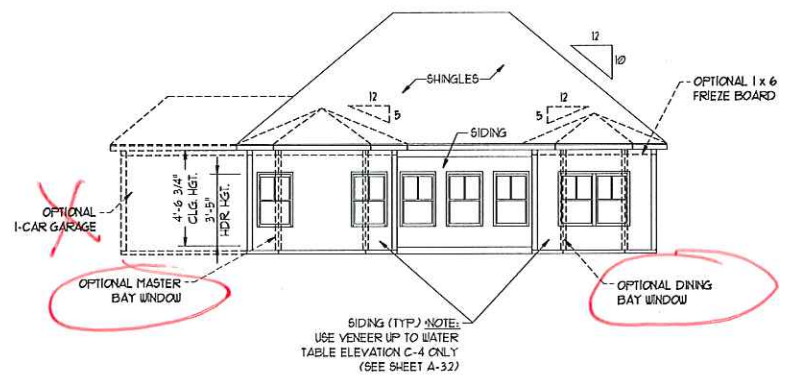 12
10
SHINGLES
OPTIONAL 1 x 6
FRIEZE BOARD
12
5
12
5
SIDING
4'-6 3/4"
CLG. HGT.
3'-5"
HDR. HGT.
OPTIONAL
1-CAR GARAGE
OPTIONAL MASTER
BAY WINDOW
OPTIONAL DINING
BAY WINDOW
SIDING (TYP.) NOTE:
USE VENEER UP TO WATER
TABLE ELEVATION C-4 ONLY
(SEE SHEET A-3.2)